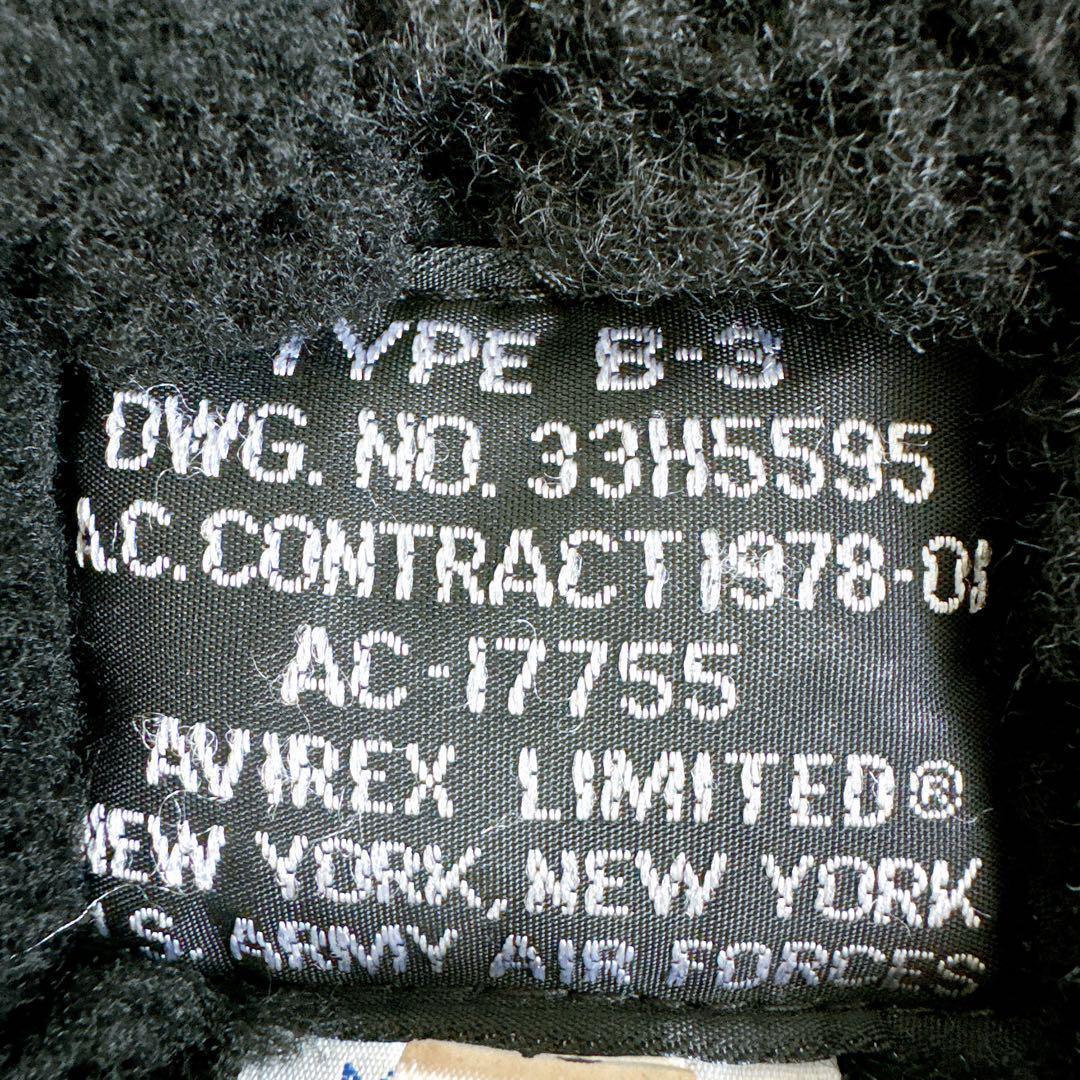 TYPE B-3
DWG. NO. 33H5595
A.C. CONTRACT 1978-01
AC-17755
AVIREX LIMITED®
NEW YORK, NEW YORK
U.S. ARMY AIR FORCES